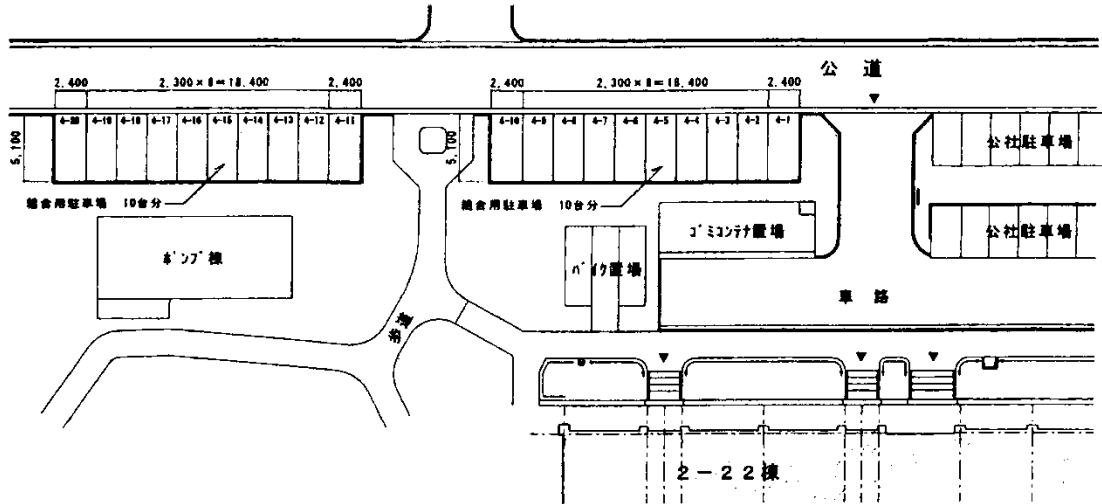 公道
2,400
2,300×8=18,400
2,400
2,400
2,300×8=18,400
2,400
4-20
4-19
4-18
4-17
4-16
4-15
4-14
4-13
4-12
4-11
4-10
4-9
4-8
4-7
4-6
4-5
4-4
4-3
4-2
4-1
公社駐車場
5,100
5,100
組合用駐車場 10台分
組合用駐車場 10台分
ポンプ棟
ゴミコンテナ置場
公社駐車場
バイク置場
車路
歩道
2-22棟